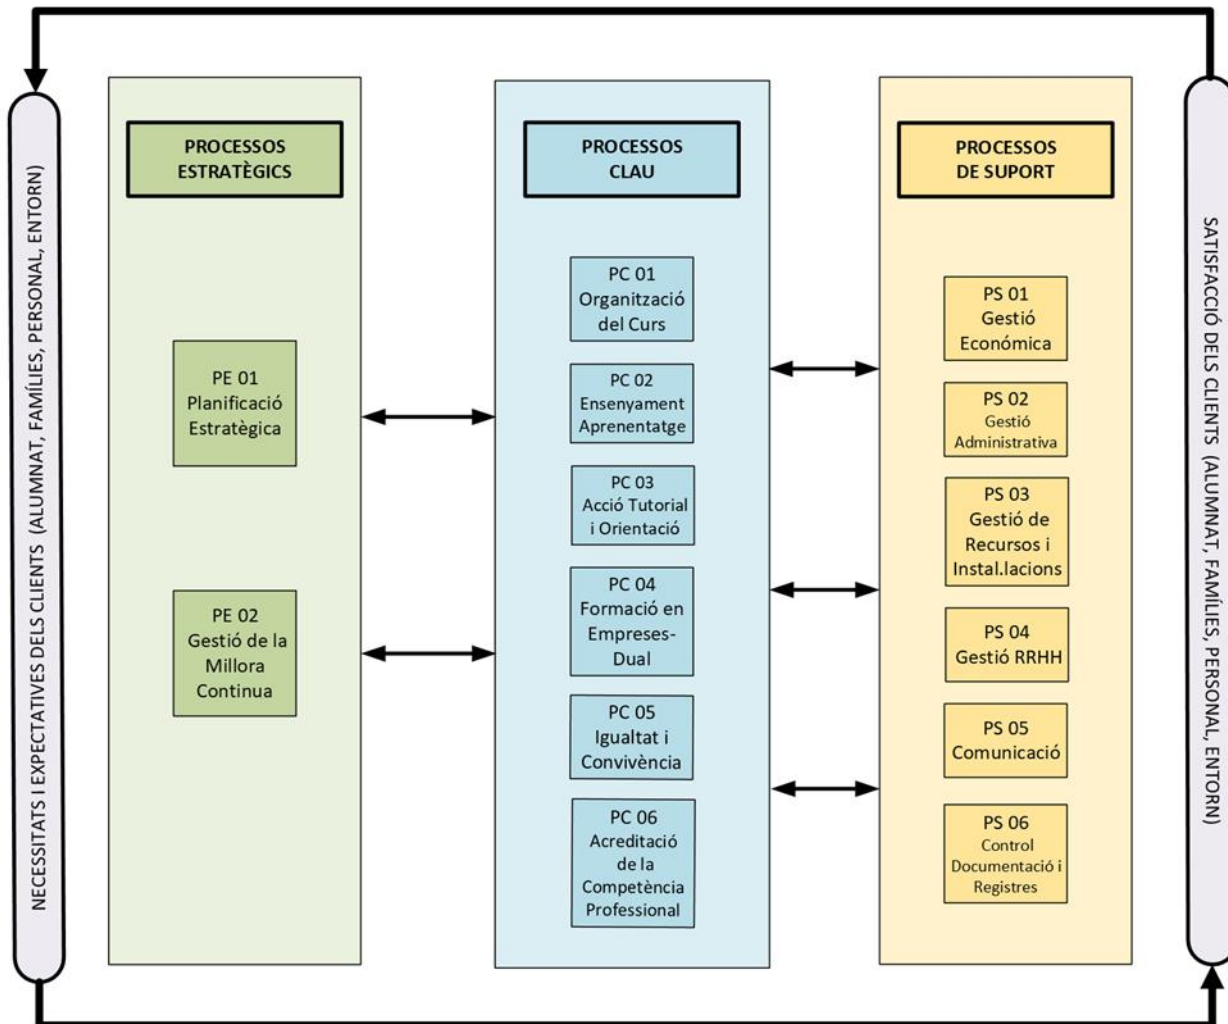 NECESSITATS I EXPECTATIVES DELS CLIENTS (ALUMNAT, FAMÍLIES, PERSONAL, ENTORN)
PROCESSOS
ESTRATÈGICS
PE 01
Planificació
Estratègica
PE 02
Gestió de la
Millora
Continua
PROCESSOS
CLAU
PC 01
Organització
del Curs
PC 02
Ensenyament
Aprenentatge
PC 03
Acció Tutorial
i Orientació
PC 04
Formació en
Empreses-
Dual
PC 05
Igualtat i
Convivència
PC 06
Acreditació
de la
Competència
Professional
PROCESSOS
DE SUPORT
PS 01
Gestió
Económica
PS 02
Gestió
Administrativa
PS 03
Gestió de
Recursos i
Instal.lacions
PS 04
Gestió RRHH
PS 05
Comunicació
PS 06
Control
Documentació i
Registres
SATISFACCIÓ DELS CLIENTS (ALUMNAT, FAMÍLIES, PERSONAL, ENTORN)